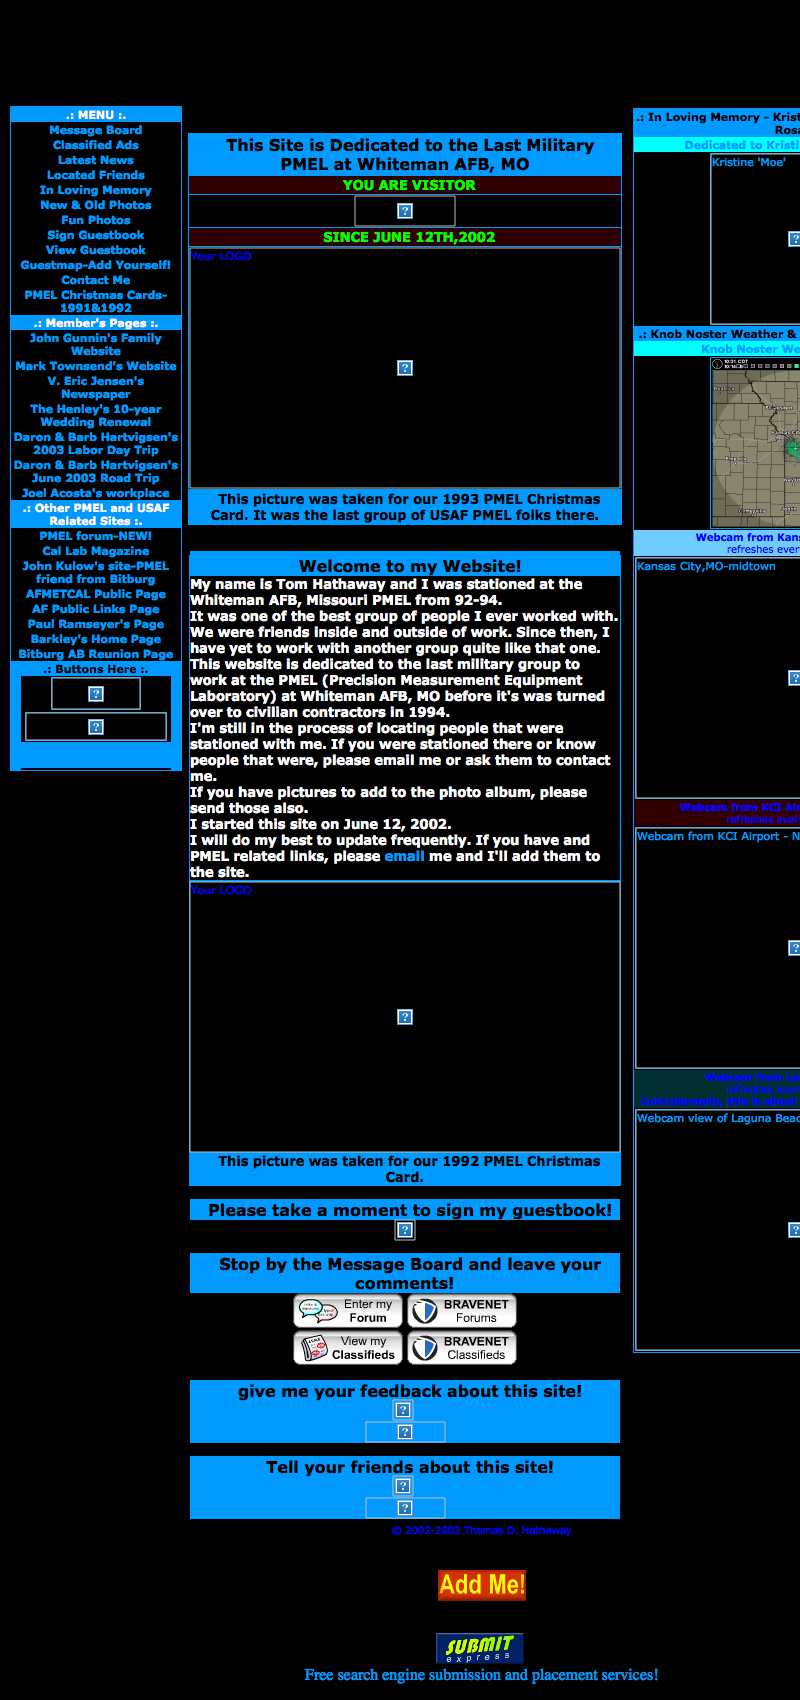 .: MENU :.
Message Board
Classified Ads
Latest News
Located Friends
In Loving Memory
New & Old Photos
Fun Photos
Sign Guestbook
View Guestbook
Guestmap-Add Yourself!
Contact Me
PMEL Christmas Cards-
1991&1992
.: Member's Pages :.
John Gunnin's Family
Website
Mark Townsend's Website
V. Eric Jensen's
Newspaper
The Henley's 10-year
Wedding Renewal
Daron & Barb Hartvigsen's
2003 Labor Day Trip
Daron & Barb Hartvigsen's
June 2003 Road Trip
Joel Acosta's workplace
.: Other PMEL and USAF
Related Sites :.
PMEL forum-NEW!
Cal Lab Magazine
John Kulow's site-PMEL
friend from Bitburg
AFMETCAL Public Page
AF Public Links Page
Paul Ramseyer's Page
Barkley's Home Page
Bitburg AB Reunion Page
.: Buttons Here :.
This Site is Dedicated to the Last Military
PMEL at Whiteman AFB, MO
YOU ARE VISITOR
SINCE JUNE 12TH,2002
Your LOGO
This picture was taken for our 1993 PMEL Christmas
Card. It was the last group of USAF PMEL folks there.
Welcome to my Website!
My name is Tom Hathaway and I was stationed at the
Whiteman AFB, Missouri PMEL from 92-94.
It was one of the best group of people I ever worked with.
We were friends inside and outside of work. Since then, I
have yet to work with another group quite like that one.
This website is dedicated to the last military group to
work at the PMEL (Precision Measurement Equipment
Laboratory) at Whiteman AFB, MO before it's was turned
over to civilian contractors in 1994.
I'm still in the process of locating people that were
stationed with me. If you were stationed there or know
people that were, please email me or ask them to contact
me.
If you have pictures to add to the photo album, please
send those also.
I started this site on June 12, 2002.
I will do my best to update frequently. If you have and
PMEL related links, please email me and I'll add them to
the site.
Your LOGO
This picture was taken for our 1992 PMEL Christmas
Card.
Please take a moment to sign my guestbook!
Stop by the Message Board and leave your
comments!
Enter my
Forum
BRAVENET
Forums
View my
Classifieds
BRAVENET
Classifieds
give me your feedback about this site!
Tell your friends about this site!
© 2002-2003 Thomas D. Hathaway
Add Me!
SUBMIT
express
Free search engine submission and placement services!
.: In Loving Memory - Krist
Rosa
Dedicated to Kristi
Kristine 'Moe'
.: Knob Noster Weather &
Knob Noster We
10:31 CDT
Webcam from Kans
refreshes ever
Kansas City,MO-midtown
Webcam from KCI Air
refreshes ever
Webcam from KCI Airport - N
Webcam from La
refreshes ever
Webcam view of Laguna Beac